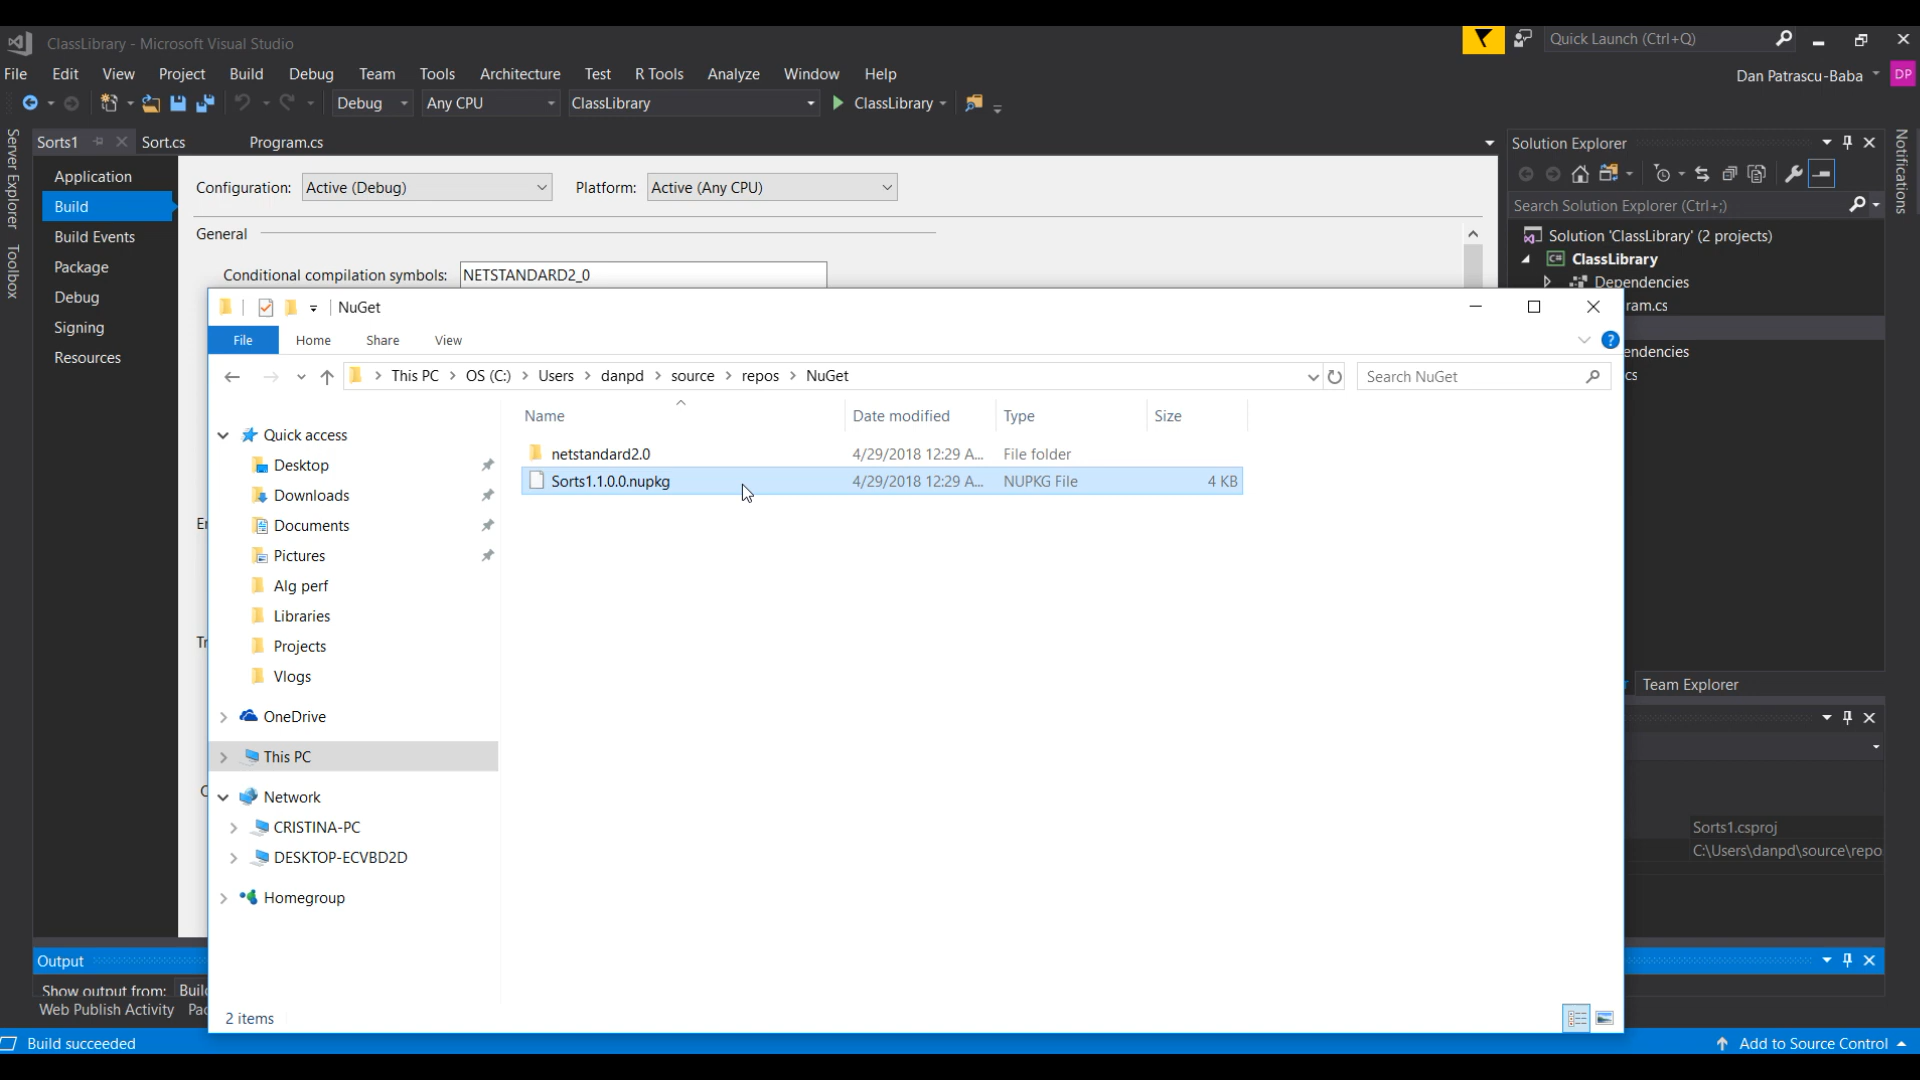 ClassLibrary - Microsoft Visual Studio
Quick Launch (Ctrl+Q)
File Edit View Project Build Debug Team Tools Architecture Test R Tools Analyze Window Help
Dan Patrascu-Baba DP
Debug Any CPU ClassLibrary ClassLibrary
Server Explorer
Toolbox
Notifications
Sorts1 Sort.cs Program.cs
Solution Explorer
Application
Build
Build Events
Package
Debug
Signing
Resources
Configuration: Active (Debug) Platform: Active (Any CPU)
General
Conditional compilation symbols: NETSTANDARD2_0
Search Solution Explorer (Ctrl+;)
Solution 'ClassLibrary' (2 projects)
C# ClassLibrary
Dependencies
ram.cs
endencies
cs
NuGet
File Home Share View
This PC > OS (C:) > Users > danpd > source > repos > NuGet
Search NuGet
Name Date modified Type Size
netstandard2.0 4/29/2018 12:29 A... File folder
Sorts1.1.0.0.nupkg 4/29/2018 12:29 A... NUPKG File 4 KB
Quick access
Desktop
Downloads
Documents
Pictures
Alg perf
Libraries
Projects
Vlogs
OneDrive
This PC
Network
CRISTINA-PC
DESKTOP-ECVBD2D
Homegroup
2 items
Team Explorer
Sorts1.csproj
C:\Users\danpd\source\repo
Output
Show output from: Build
Web Publish Activity Pac
Build succeeded
Add to Source Control